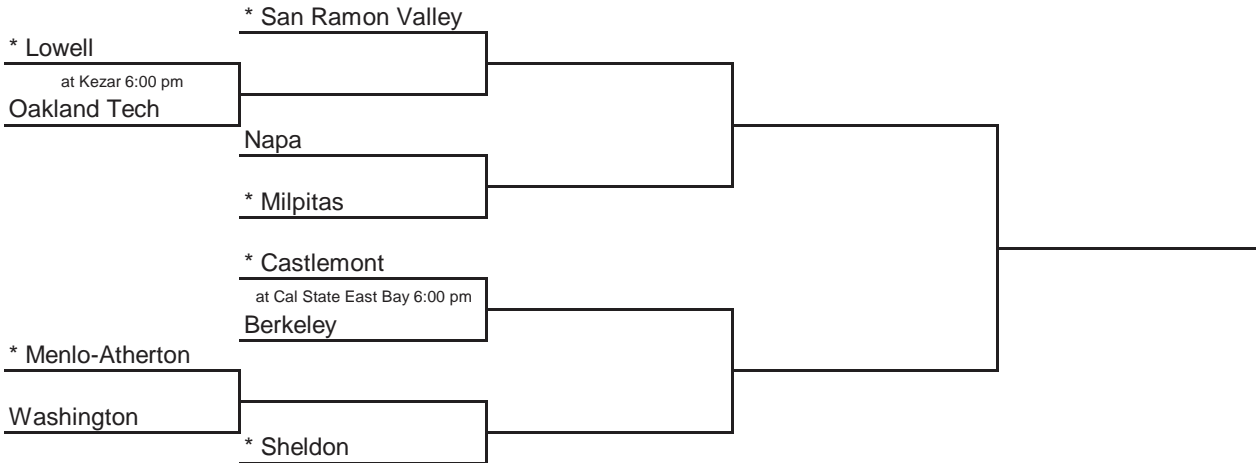 * San Ramon Valley
* Lowell
at Kezar 6:00 pm
Oakland Tech
Napa
* Milpitas
* Castlemont
at Cal State East Bay 6:00 pm
Berkeley
* Menlo-Atherton
Washington
* Sheldon